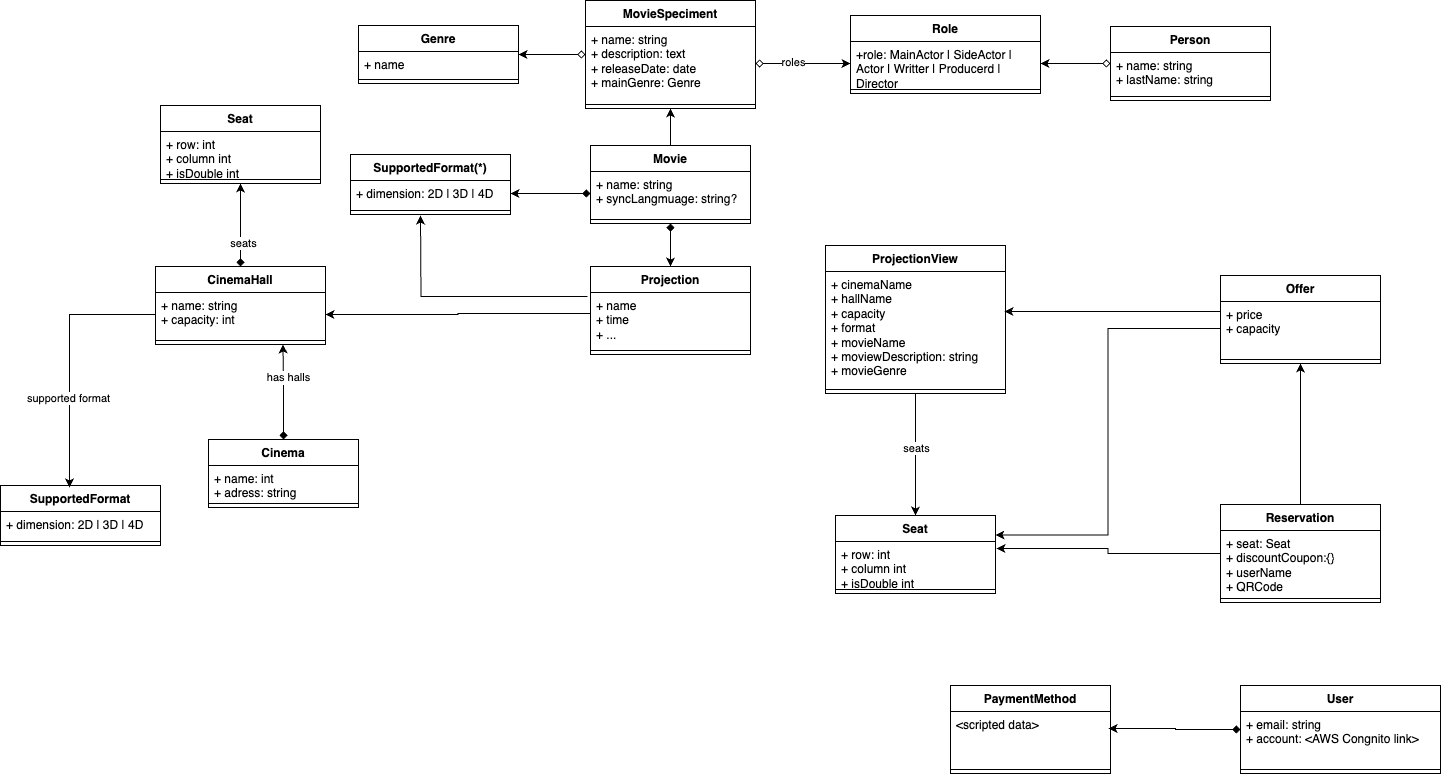 MovieSpeciment
+ name: string
+ description: text
+ releaseDate: date
+ mainGenre: Genre
Genre
+ name
roles
Role
+role: MainActor | SideActor |
Actor | Writter | Producerd |
Director
Person
+ name: string
+ lastName: string
Seat
+ row: int
+ column int
+ isDouble int
SupportedFormat(*)
+ dimension: 2D | 3D | 4D
Movie
+ name: string
+ syncLangmuage: string?
seats
CinemaHall
+ name: string
+ capacity: int
Projection
+ name
+ time
+ ...
ProjectionView
+ cinemaName
+ hallName
+ capacity
+ format
+ movieName
+ moviewDescription: string
+ movieGenre
Offer
+ price
+ capacity
has halls
supported format
Cinema
+ name: int
+ adress: string
seats
SupportedFormat
+ dimension: 2D | 3D | 4D
Seat
+ row: int
+ column int
+ isDouble int
Reservation
+ seat: Seat
+ discountCoupon:{}
+ userName
+ QRCode
PaymentMethod
<scripted data>
User
+ email: string
+ account: <AWS Congnito link>